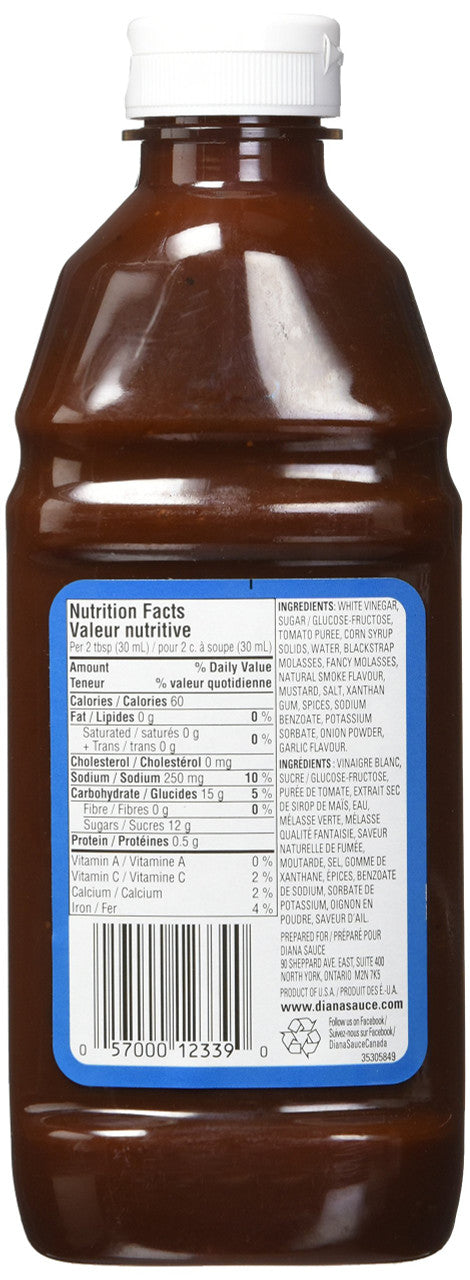 Nutrition Facts
Valeur nutritive
Per 2 tbsp (30 mL) / pour 2 c. à soupe (30 mL)
Amount % Daily Value
Teneur % valeur quotidienne
Calories / Calories 60
Fat / Lipides 0 g 0 %
Saturated / saturés 0 g
+ Trans / trans 0 g 0 %
Cholesterol / Cholestérol 0 mg
Sodium / Sodium 250 mg 10 %
Carbohydrate / Glucides 15 g 5 %
Fibre / Fibres 0 g 0 %
Sugars / Sucres 12 g
Protein / Protéines 0.5 g
Vitamin A / Vitamine A 0 %
Vitamin C / Vitamine C 2 %
Calcium / Calcium 2 %
Iron / Fer 4 %
0 57000 12339 0
INGREDIENTS: WHITE VINEGAR,
SUGAR / GLUCOSE-FRUCTOSE,
TOMATO PUREE, CORN SYRUP
SOLIDS, WATER, BLACKSTRAP
MOLASSES, FANCY MOLASSES,
NATURAL SMOKE FLAVOUR,
MUSTARD, SALT, XANTHAN
GUM, SPICES, SODIUM
BENZOATE, POTASSIUM
SORBATE, ONION POWDER,
GARLIC FLAVOUR.
INGRÉDIENTS : VINAIGRE BLANC,
SUCRE / GLUCOSE-FRUCTOSE,
PURÉE DE TOMATE, EXTRAIT SEC
DE SIROP DE MAÏS, EAU,
MÉLASSE VERTE, MÉLASSE
QUALITÉ FANTAISIE, SAVEUR
NATURELLE DE FUMÉE,
MOUTARDE, SEL, GOMME DE
XANTHANE, ÉPICES, BENZOATE
DE SODIUM, SORBATE DE
POTASSIUM, OIGNON EN
POUDRE, SAVEUR D'AIL.
PREPARED FOR / PRÉPARÉ POUR
DIANA SAUCE
90 SHEPPARD AVE. EAST, SUITE 400
NORTH YORK, ONTARIO M2N 7K5
PRODUCT OF U.S.A. / PRODUIT DES É.-U.A.
www.dianasauce.com
Follow us on Facebook/
Suivez-nous sur Facebook/
DianaSauceCanada
35305849